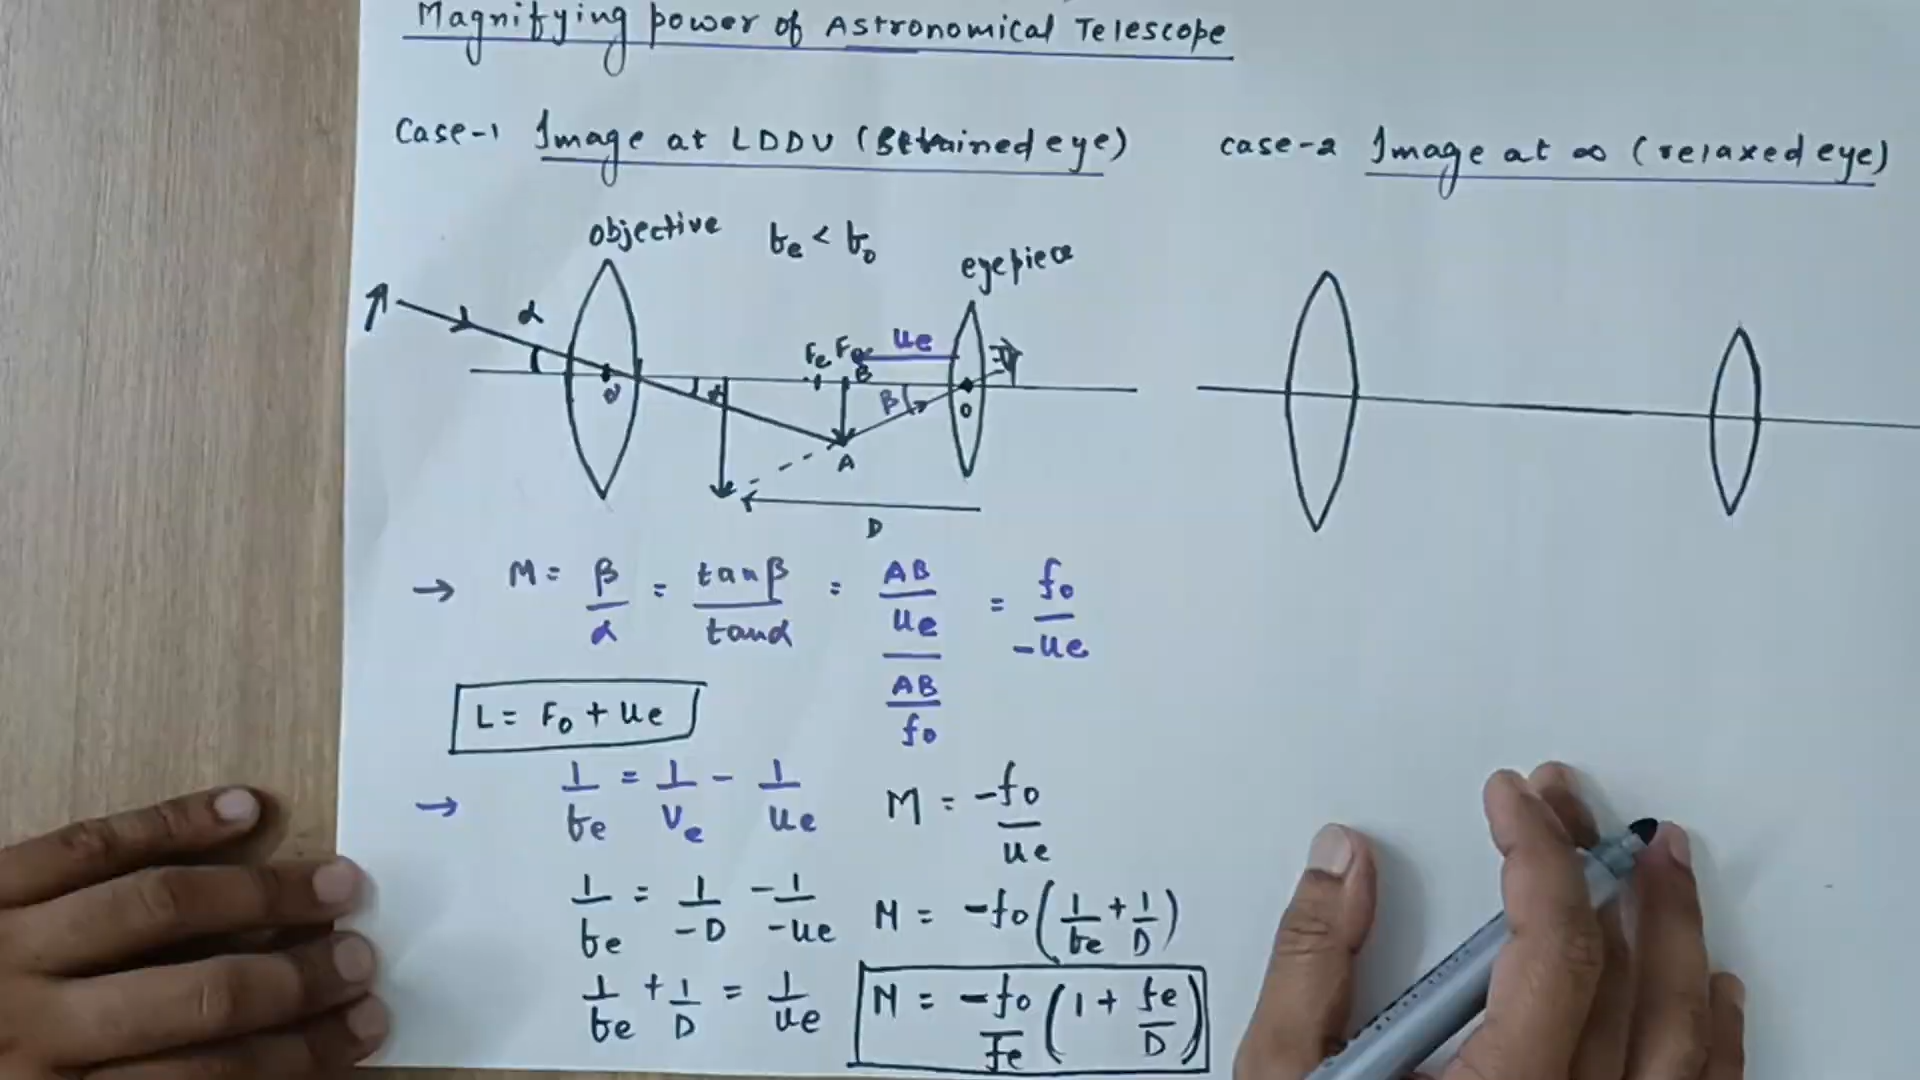 Magnifying power of Astronomical Telescope
Case-1 Image at LDDV (Strained eye)
case-2 Image at ∞ (relaxed eye)
objective fe < fo
eyepiece
α
Fe Fo ue
B
β
O
A
D
→ M = β/α = tanβ/tanα = (AB/ue)/(AB/fo) = fo/-ue
L = Fo + ue
→ 1/fe = 1/Ve - 1/ue
M = -fo/ue
1/fe = 1/-D - 1/-ue
M = -fo(1/fe + 1/D)
1/fe + 1/D = 1/ue
M = -fo/fe (1 + fe/D)